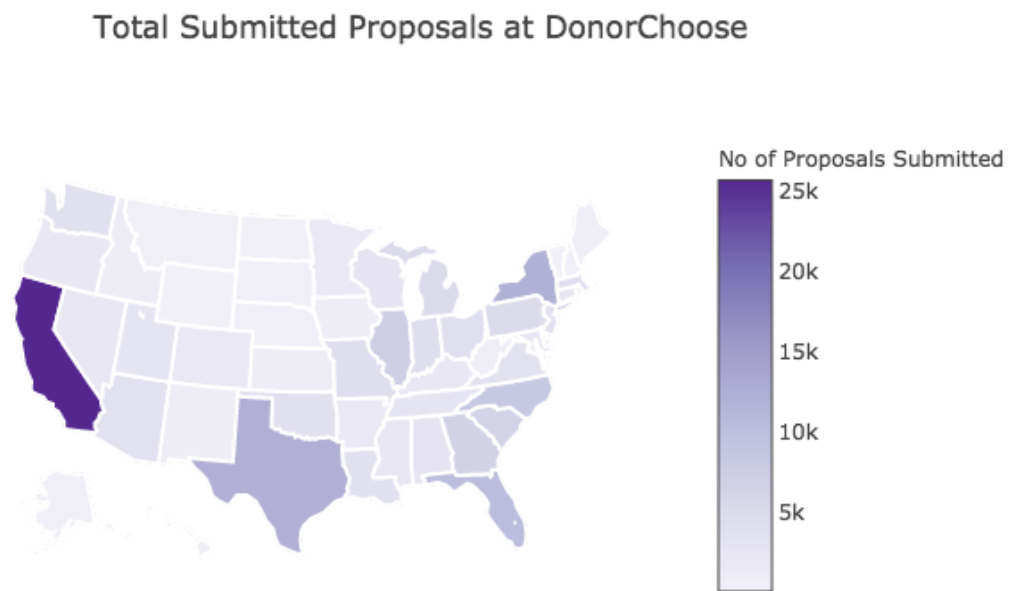 Total Submitted Proposals at DonorChoose
No of Proposals Submitted
25k
20k
15k
10k
5k